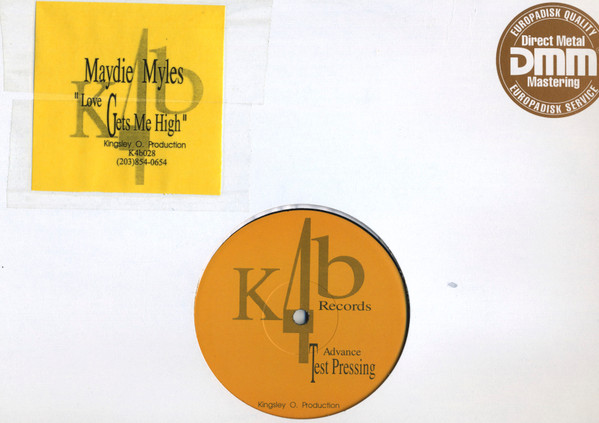 K4b
Maydie Myles
"Love
Gets Me High"
Kingsley O. Production
K4b028
(203)854-0654
EUROPADISK QUALITY
Direct Metal
DMM
Mastering
EUROPADISK SERVICE
K4b
Records
Advance
Test Pressing
Kingsley O. Production